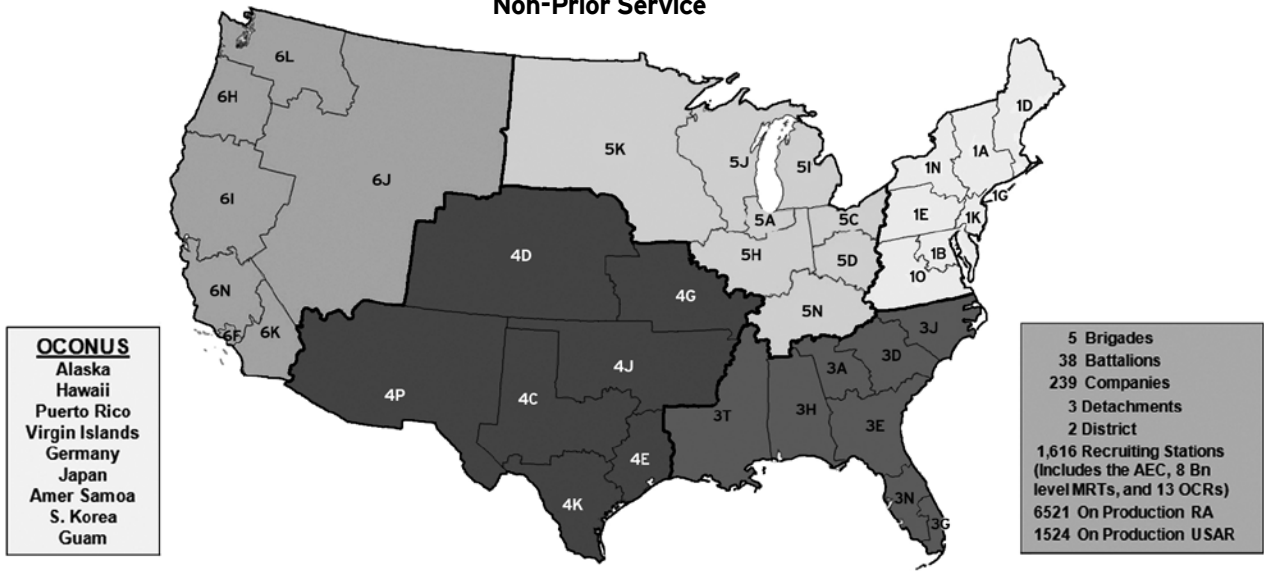 Non-Prior Service
6L
6H
6J
6I
6N
6F
6K
5K
5J
5I
5A
5C
5H
5D
5N
1D
1A
1N
1G
1E
1K
1B
1O
4D
4G
4P
4C
4J
4E
4K
3J
3D
3A
3T
3H
3E
3N
3G
OCONUS
Alaska
Hawaii
Puerto Rico
Virgin Islands
Germany
Japan
Amer Samoa
S. Korea
Guam
5 Brigades
38 Battalions
239 Companies
3 Detachments
2 District
1,616 Recruiting Stations
(Includes the AEC, 8 Bn
level MRTs, and 13 OCRs)
6521 On Production RA
1524 On Production USAR